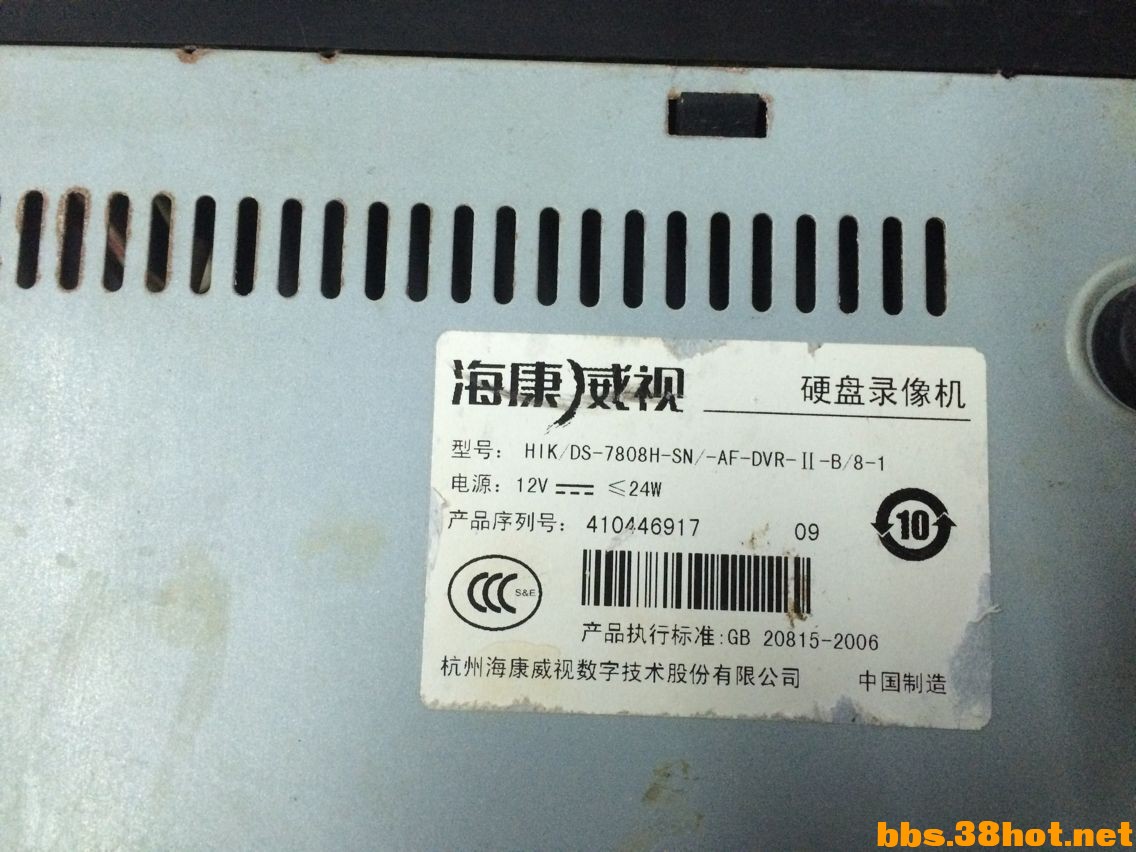 海康威视 硬盘录像机
型号： HIK/DS-7808H-SN/-AF-DVR-II-B/8-1
电源： 12V ⎓ ≤24W
产品序列号： 410446917 09
10
CCC S&E
产品执行标准:GB 20815-2006
杭州海康威视数字技术股份有限公司 中国制造
bbs.38hot.net